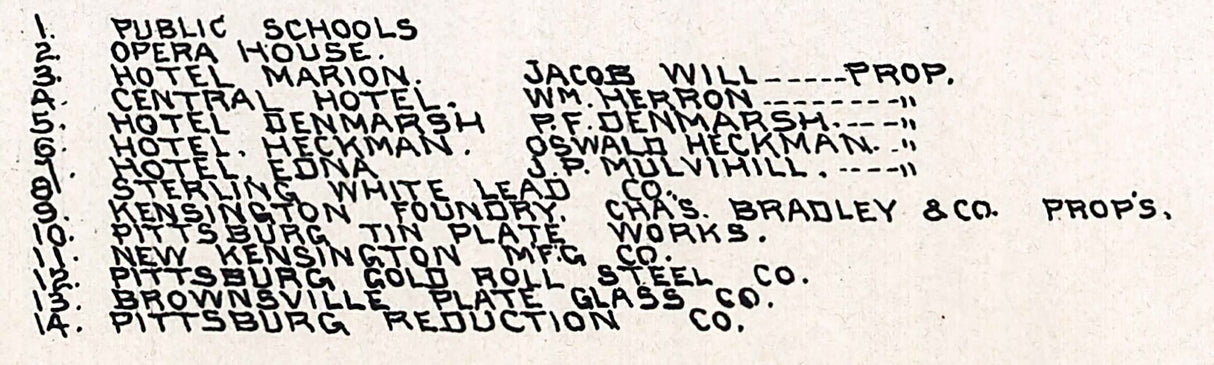 1. PUBLIC SCHOOLS
2. OPERA HOUSE.
3. HOTEL MARION. JACOB WILL-----PROP.
4. CENTRAL HOTEL. WM. HERRON--------"
5. HOTEL DENMARSH P.F. DENMARSH.----"
6. HOTEL. HECKMAN. OSWALD HECKMAN.--"
7. HOTEL. EDNA J.P. MULVIHILL.----"
8. STERLING WHITE LEAD CO.
9. KENSINGTON FOUNDRY. CHA'S. BRADLEY & CO. PROP'S.
10. PITTSBURG TIN PLATE WORKS.
11. NEW KENSINGTON M'F'G CO.
12. PITTSBURG COLD ROLL STEEL CO.
13. BROWNSVILLE PLATE GLASS CO.
14. PITTSBURG REDUCTION CO.